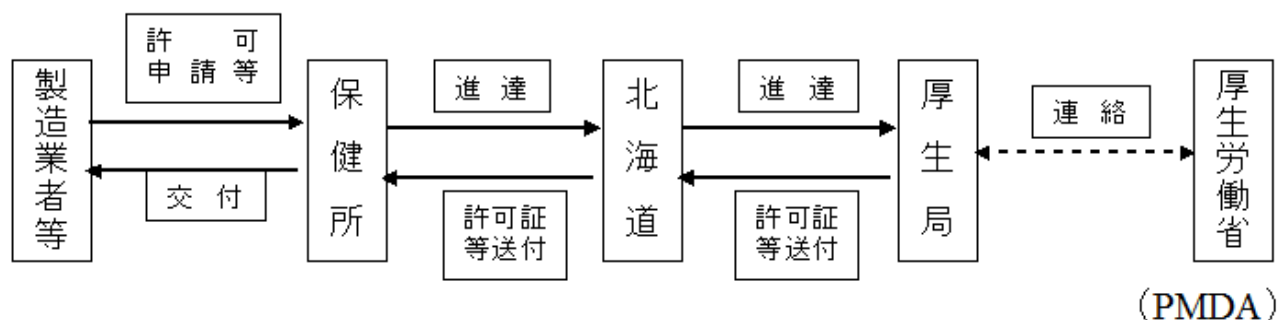 製造業者等
許可
申請等
交付
保健所
進達
許可証
等送付
北海道
進達
許可証
等送付
厚生局
連絡
厚生労働省
（PMDA）